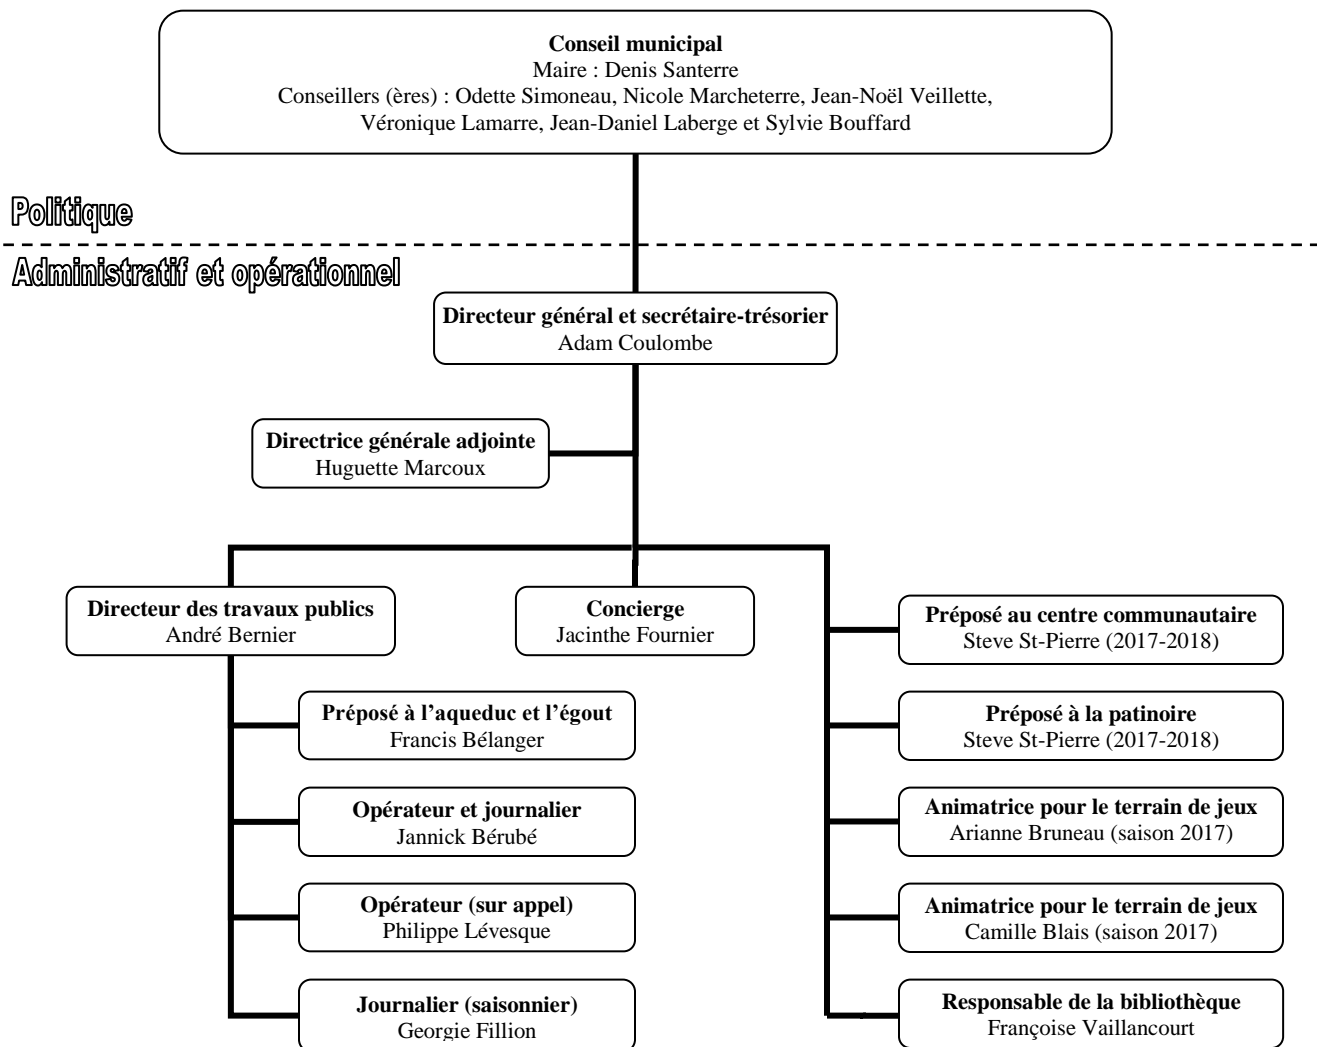 Conseil municipal
Maire : Denis Santerre
Conseillers (ères) : Odette Simoneau, Nicole Marcheterre, Jean-Noël Veillette,
Véronique Lamarre, Jean-Daniel Laberge et Sylvie Bouffard
Politique
Administratif et opérationnel
Directeur général et secrétaire-trésorier
Adam Coulombe
Directrice générale adjointe
Huguette Marcoux
Directeur des travaux publics
André Bernier
Concierge
Jacinthe Fournier
Préposé à l’aqueduc et l’égout
Francis Bélanger
Opérateur et journalier
Jannick Bérubé
Opérateur (sur appel)
Philippe Lévesque
Journalier (saisonnier)
Georgie Fillion
Préposé au centre communautaire
Steve St-Pierre (2017-2018)
Préposé à la patinoire
Steve St-Pierre (2017-2018)
Animatrice pour le terrain de jeux
Arianne Bruneau (saison 2017)
Animatrice pour le terrain de jeux
Camille Blais (saison 2017)
Responsable de la bibliothèque
Françoise Vaillancourt